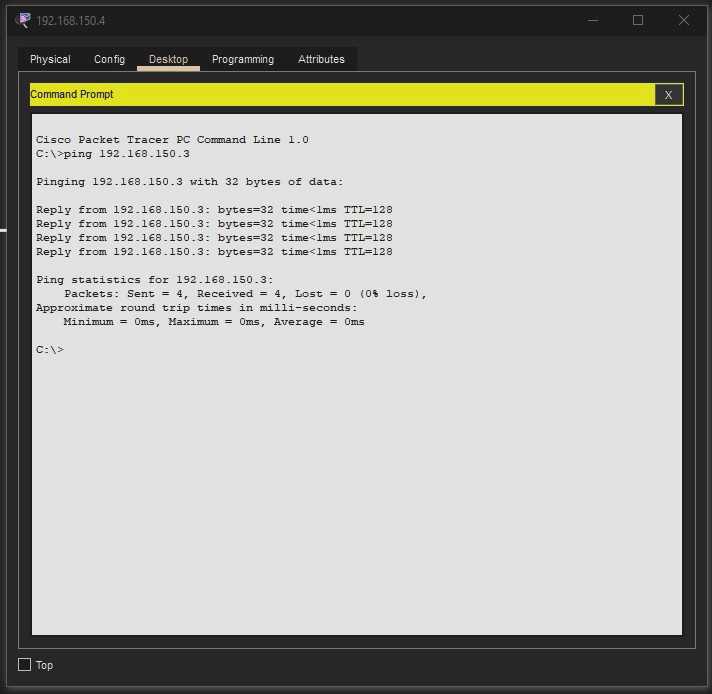 192.168.150.4
Physical Config Desktop Programming Attributes
Command Prompt X
Cisco Packet Tracer PC Command Line 1.0
C:\>ping 192.168.150.3
Pinging 192.168.150.3 with 32 bytes of data:
Reply from 192.168.150.3: bytes=32 time<1ms TTL=128
Reply from 192.168.150.3: bytes=32 time<1ms TTL=128
Reply from 192.168.150.3: bytes=32 time<1ms TTL=128
Reply from 192.168.150.3: bytes=32 time<1ms TTL=128
Ping statistics for 192.168.150.3:
Packets: Sent = 4, Received = 4, Lost = 0 (0% loss),
Approximate round trip times in milli-seconds:
Minimum = 0ms, Maximum = 0ms, Average = 0ms
C:\>
Top